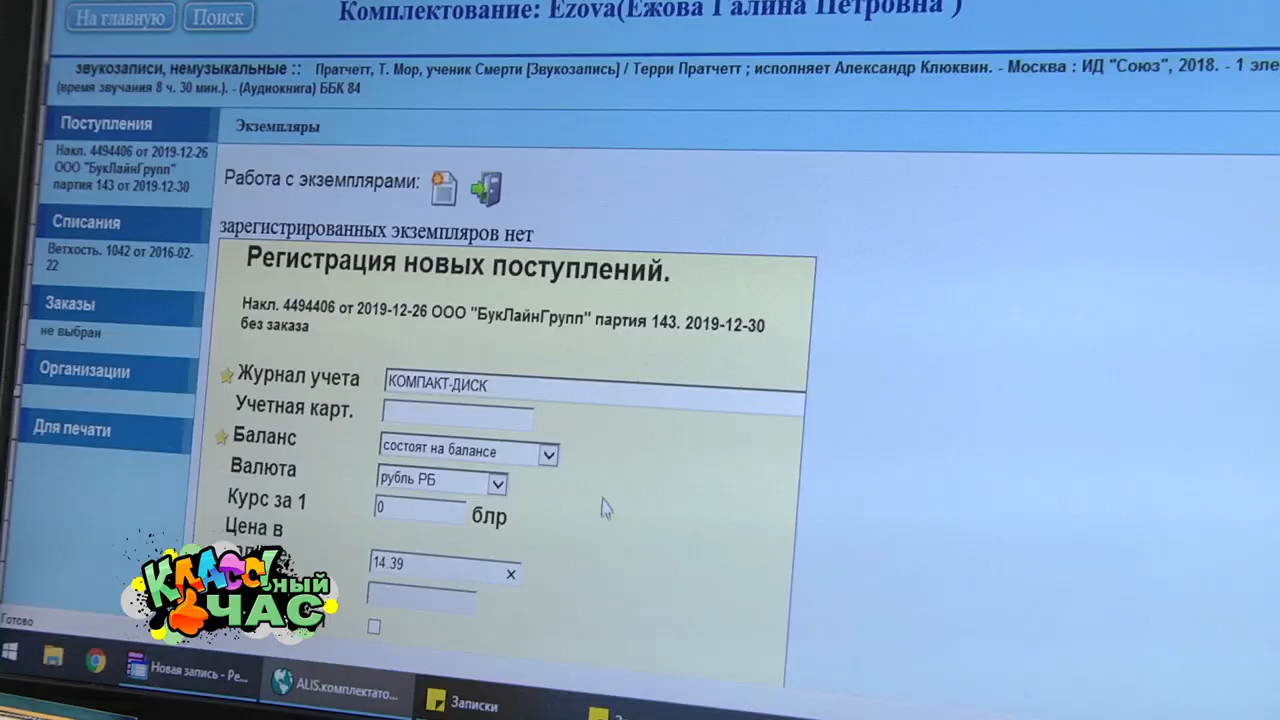 На главную Поиск Комплектование: Ezova(Ежова Галина Петровна )
звукозаписи, немузыкальные :: Пратчетт, Т. Мор, ученик Смерти [Звукозапись] / Терри Пратчетт ; исполняет Александр Клюквин. - Москва : ИД "Союз", 2018. - 1 эле
(время звучания 8 ч. 30 мин.). - (Аудиокнига) ББК 84
Поступления
Накл. 4494406 от 2019-12-26
ООО "БукЛайнГрупп"
партия 143 от 2019-12-30
Списания
Ветхость. 1042 от 2016-02-
22
Заказы
не выбран
Организации
Для печати
Экземпляры
Работа с экземплярами:
зарегистрированных экземпляров нет
Регистрация новых поступлений.
Накл. 4494406 от 2019-12-26 ООО "БукЛайнГрупп" партия 143. 2019-12-30
без заказа
Журнал учета КОМПАКТ-ДИСК
Учетная карт.
Баланс состоят на балансе
Валюта рубль РБ
Курс за 1 0 блр
Цена в
14.39
КЛАСС!ный
ЧАС
Готово
Новая запись - Ре... ALIS.комплектато... Записки